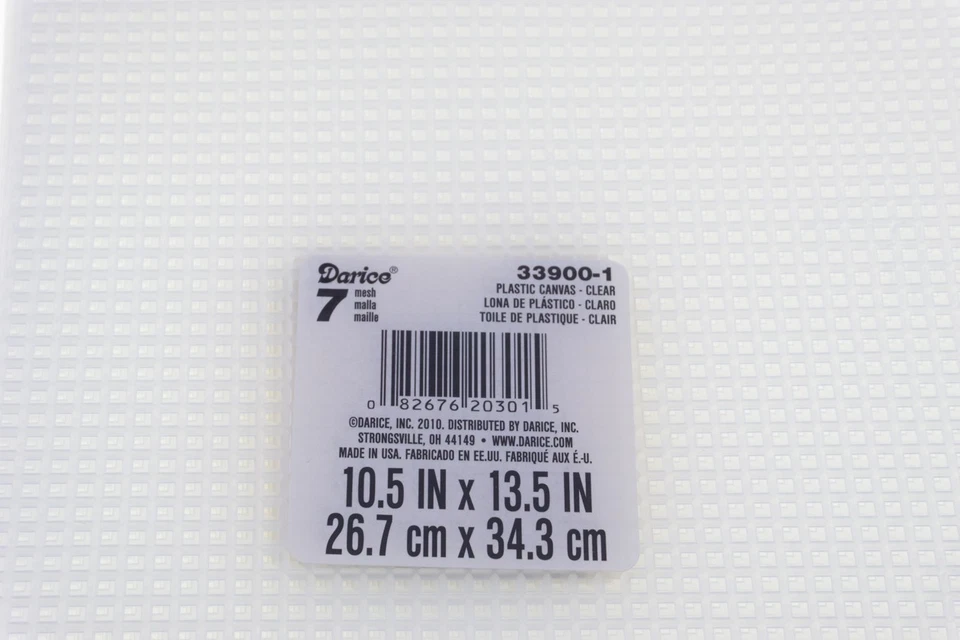 Darice®
7 mesh
malla
maille
33900-1
PLASTIC CANVAS - CLEAR
LONA DE PLÁSTICO - CLARO
TOILE DE PLASTIQUE - CLAIR
0 82676 20301 5
©DARICE, INC. 2010. DISTRIBUTED BY DARICE, INC.
STRONGSVILLE, OH 44149 • WWW.DARICE.COM
MADE IN USA. FABRICADO EN EE.UU. FABRIQUÉ AUX É.-U.
10.5 IN x 13.5 IN
26.7 cm x 34.3 cm